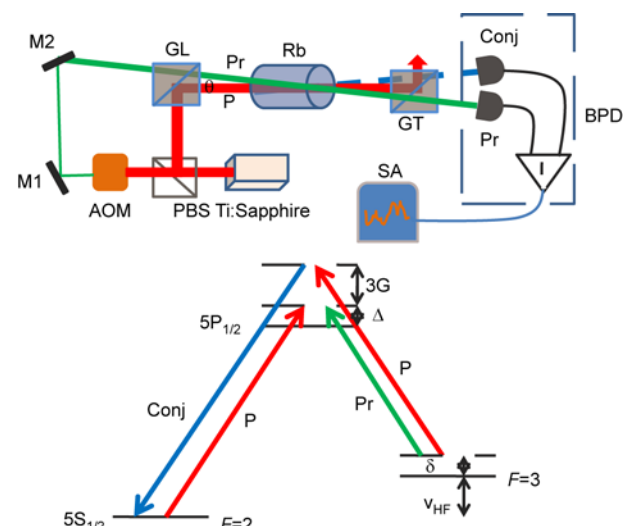 M2
GL
Pr
Rb
Conj
θ
P
GT
Pr
BPD
M1
AOM
PBS
Ti:Sapphire
SA
I
3G
5P1/2
Δ
Conj
P
Pr
P
δ
F=3
νHF
5S1/2
F=2